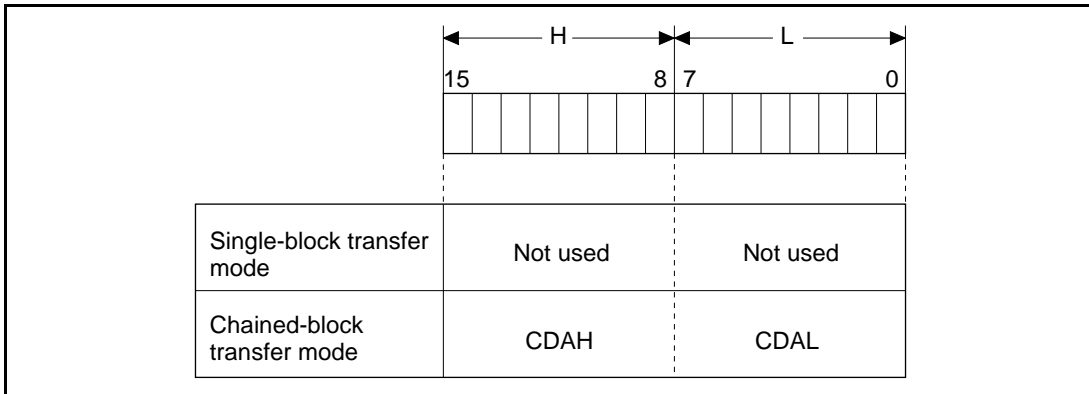 H L
15 8 7 0
Single-block transfer
mode
Not used Not used
Chained-block
transfer mode
CDAH CDAL